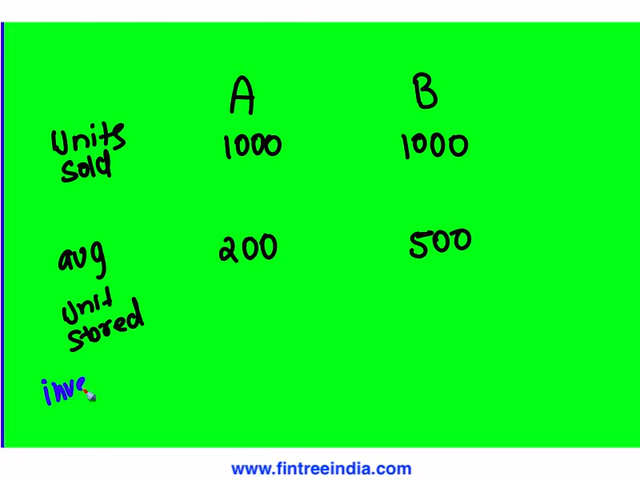 A B
Units 1000 1000
sold
avg 200 500
Unit
stored
inve
www.fintreeindia.com